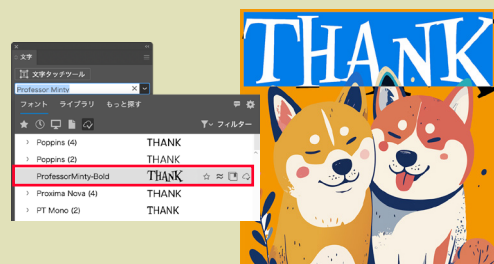 文字
文字タッチツール
Professor Minty
フォント ライブラリ もっと探す
フィルター
Poppins (4) THANK
Poppins (2) THANK
ProfessorMinty-Bold THANK
Proxima Nova (4) THANK
PT Mono (2) THANK
THANK